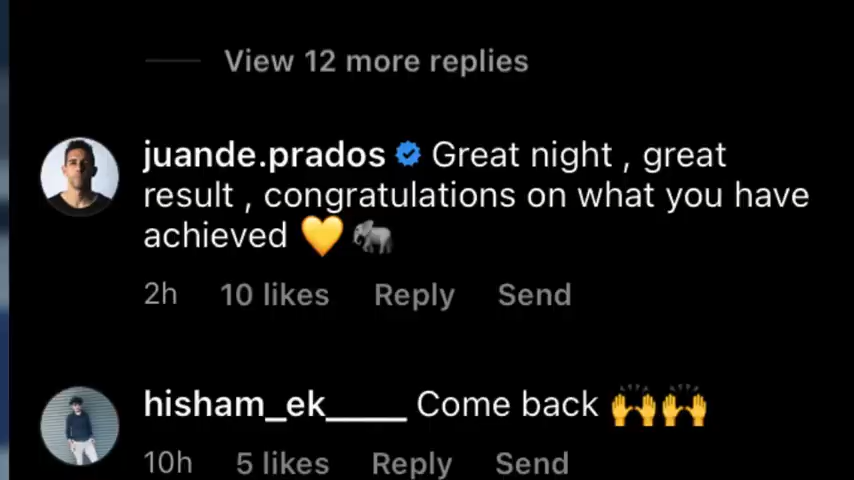 View 12 more replies
juande.prados Great night , great
result , congratulations on what you have
achieved 💛🐘
2h 10 likes Reply Send
hisham_ek_____ Come back 🙌🙌
10h 5 likes Reply Send